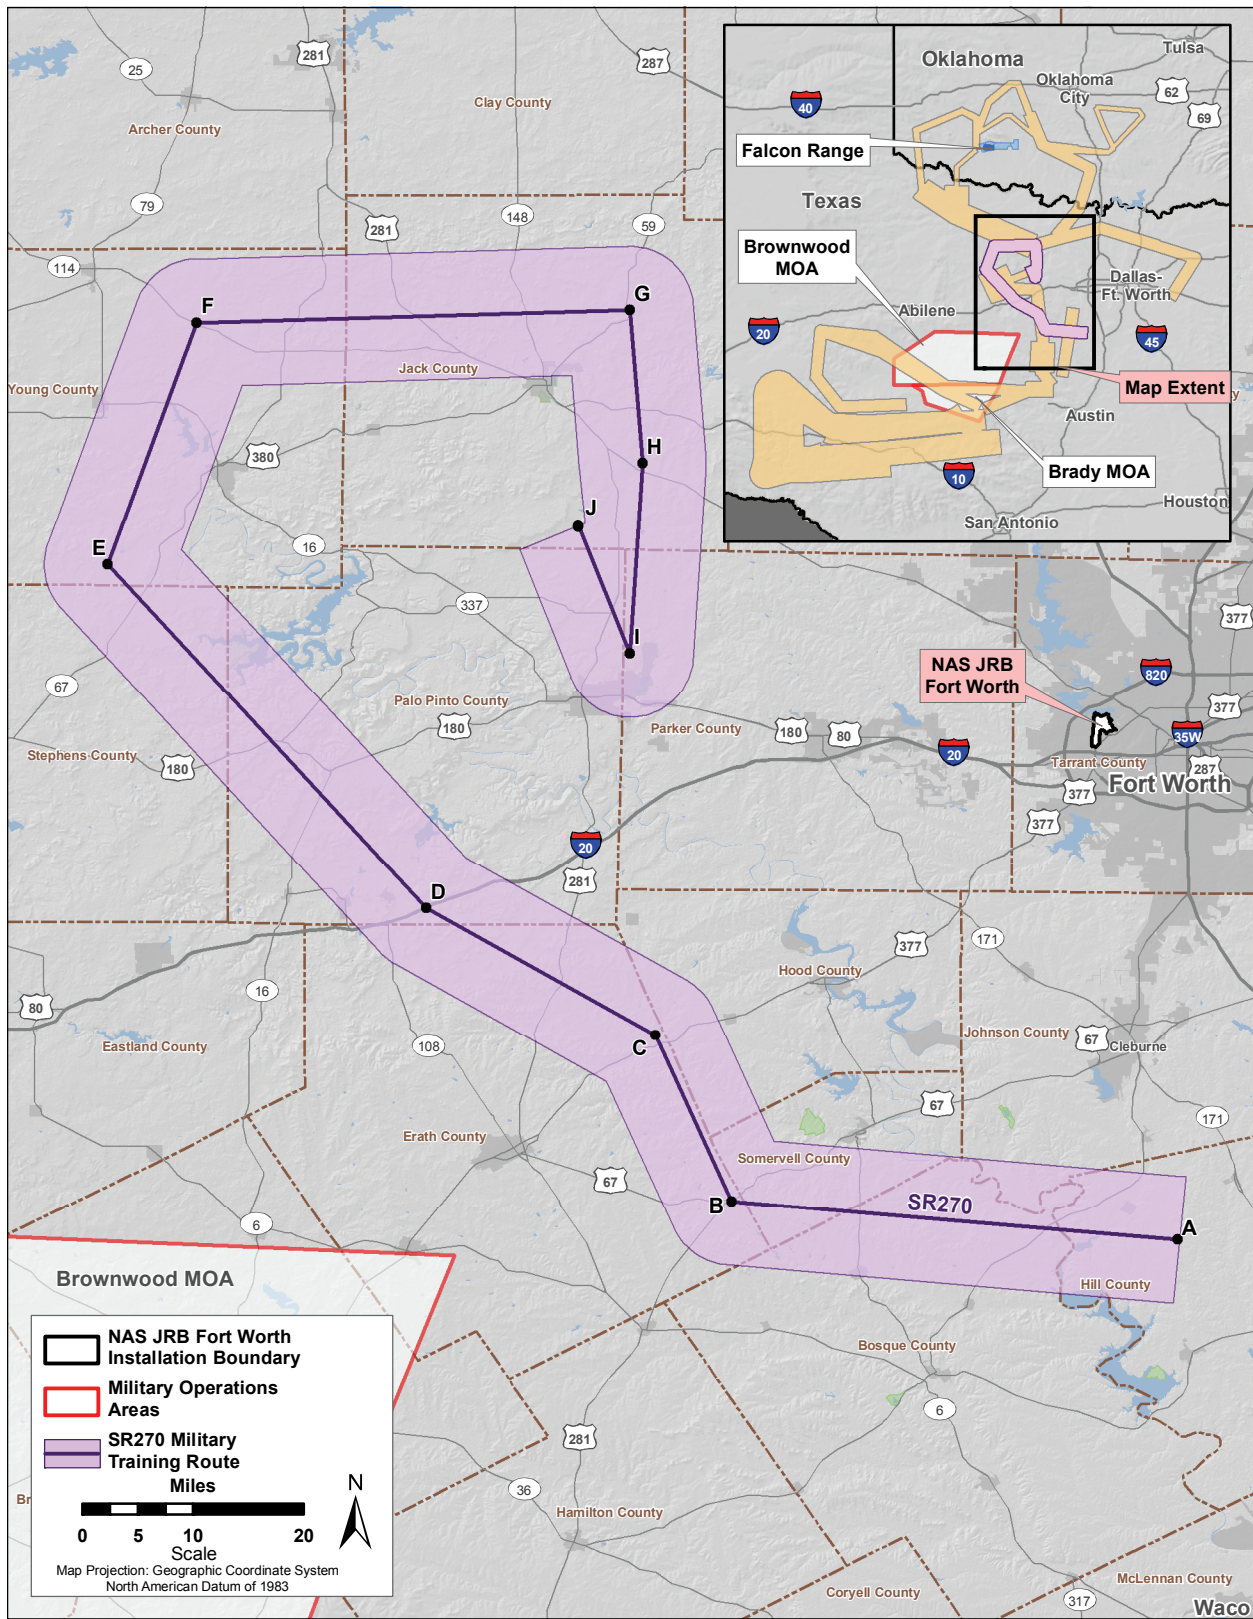 281
287
25
Clay County
Archer County
79
281
148
59
114
F
G
Young County
Jack County
380
H
J
E
16
337
I
67
Palo Pinto County
180
Parker County
180
80
20
Stephens County
180
NAS JRB
Fort Worth
377
820
377
35W
Tarrant County
287
377
Fort Worth
377
20
281
D
377
171
Hood County
16
80
Eastland County
108
C
Johnson County
67
Cleburne
67
171
Erath County
Somervell County
67
B
SR270
A
6
Hill County
Brownwood MOA
Bosque County
6
281
36
Hamilton County
Coryell County
McLennan County
317
Waco
Br
Oklahoma
Tulsa
Oklahoma
City
62
69
40
Falcon Range
Texas
Brownwood
MOA
Dallas-
Ft. Worth
Abilene
20
45
Map Extent
y
Austin
Brady MOA
10
Houston
San Antonio
NAS JRB Fort Worth
Installation Boundary
Military Operations
Areas
SR270 Military
Training Route
Miles
N
0 5 10 20
Scale
Map Projection: Geographic Coordinate System
North American Datum of 1983